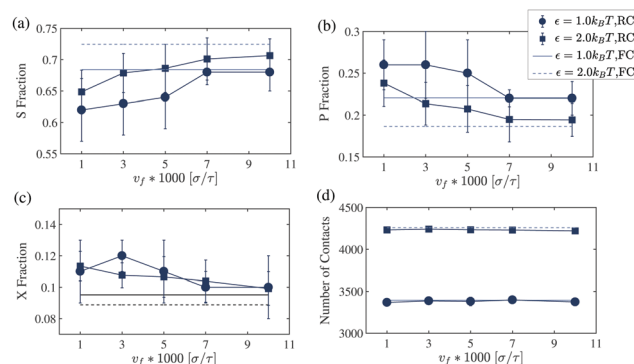 (a)
S Fraction
0.75
0.7
0.65
0.6
0.55
1 3 5 7 9 11
v_f * 1000 [σ/τ]
(b)
P Fraction
0.3
0.25
0.2
0.15
1 3 5 7 9 11
v_f * 1000 [σ/τ]
ϵ = 1.0k_BT,RC
ϵ = 2.0k_BT,RC
ϵ = 1.0k_BT,FC
ϵ = 2.0k_BT,FC
(c)
X Fraction
0.14
0.12
0.1
0.08
1 3 5 7 9 11
v_f * 1000 [σ/τ]
(d)
Number of Contacts
4500
4000
3500
3000
1 3 5 7 9 11
v_f * 1000 [σ/τ]